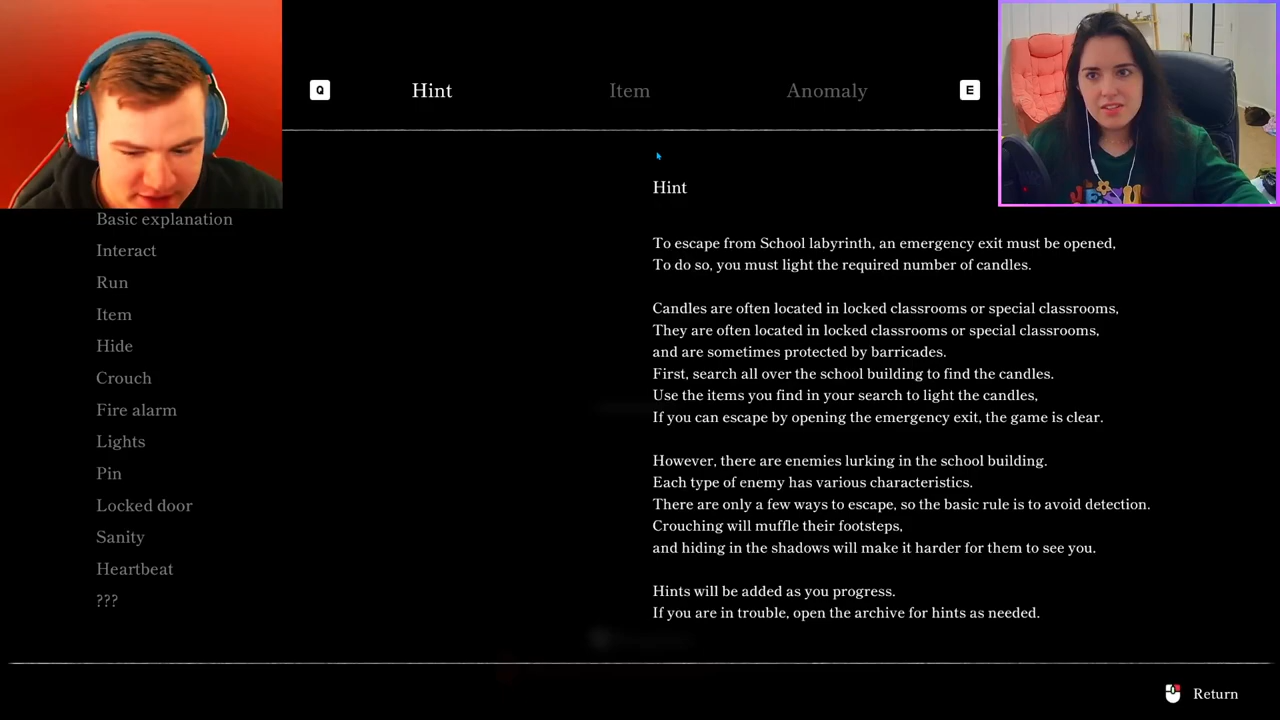 Q
Hint
Item
Anomaly
E
Basic explanation
Interact
Run
Item
Hide
Crouch
Fire alarm
Lights
Pin
Locked door
Sanity
Heartbeat
???
Hint
To escape from School labyrinth, an emergency exit must be opened,
To do so, you must light the required number of candles.
Candles are often located in locked classrooms or special classrooms,
They are often located in locked classrooms or special classrooms,
and are sometimes protected by barricades.
First, search all over the school building to find the candles.
Use the items you find in your search to light the candles,
If you can escape by opening the emergency exit, the game is clear.
However, there are enemies lurking in the school building.
Each type of enemy has various characteristics.
There are only a few ways to escape, so the basic rule is to avoid detection.
Crouching will muffle their footsteps,
and hiding in the shadows will make it harder for them to see you.
Hints will be added as you progress.
If you are in trouble, open the archive for hints as needed.
Return